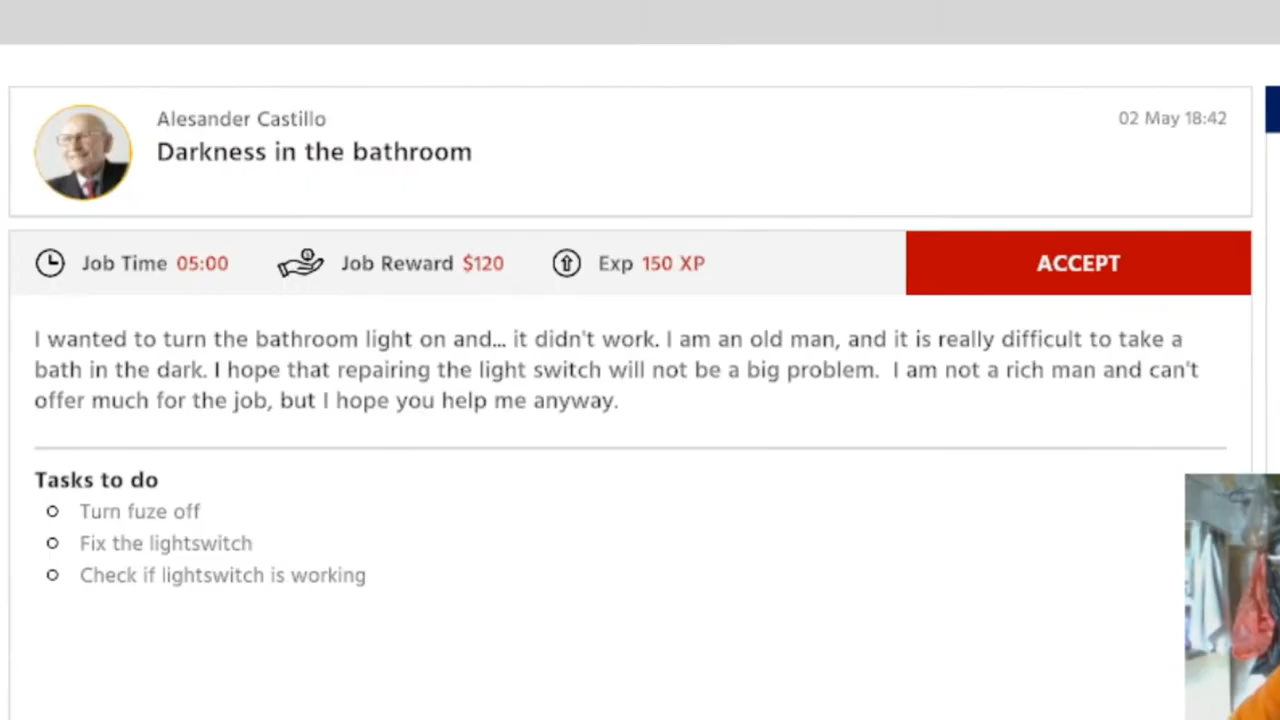 Alesander Castillo
02 May 18:42
Darkness in the bathroom
Job Time 05:00
Job Reward $120
Exp 150 XP
ACCEPT
I wanted to turn the bathroom light on and... it didn't work. I am an old man, and it is really difficult to take a
bath in the dark. I hope that repairing the light switch will not be a big problem.  I am not a rich man and can't
offer much for the job, but I hope you help me anyway.
Tasks to do
Turn fuze off
Fix the lightswitch
Check if lightswitch is working